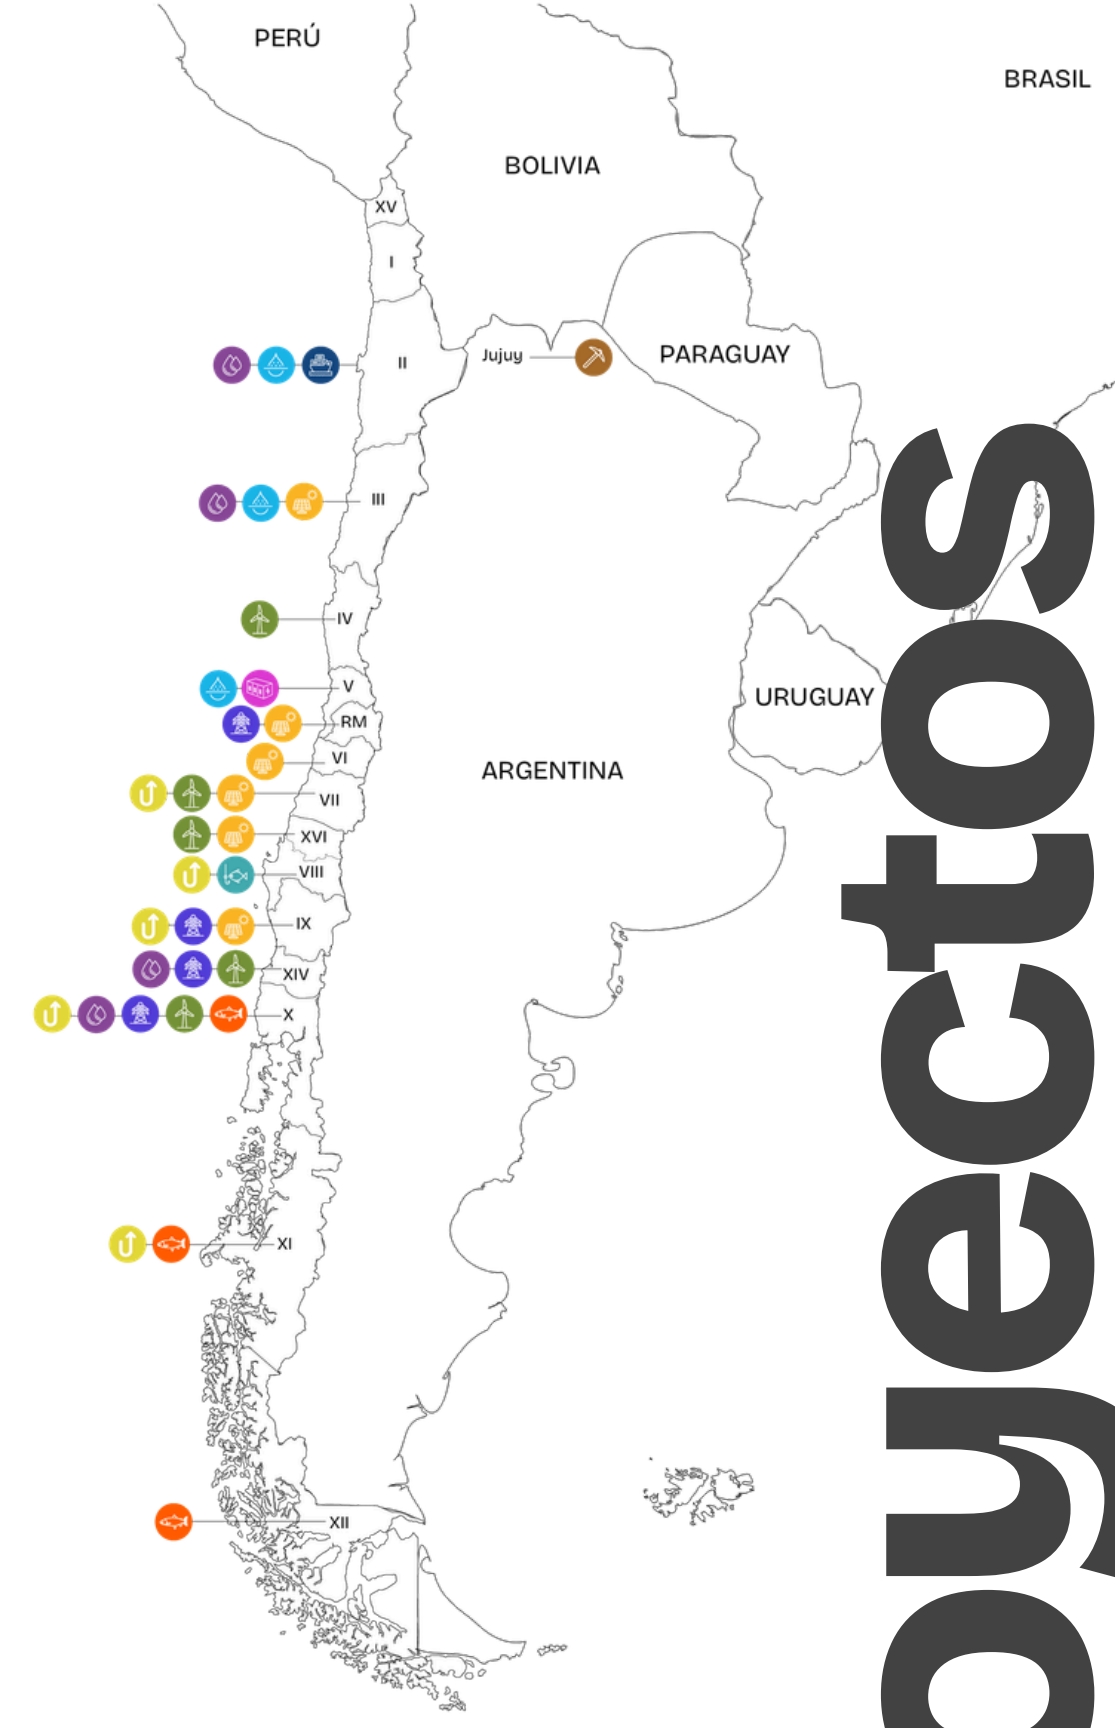 PERÚ
BRASIL
BOLIVIA
XV
I
II
Jujuy
PARAGUAY
III
IV
V
URUGUAY
RM
VI
ARGENTINA
VII
XVI
VIII
IX
XIV
X
XI
XII
oyectos